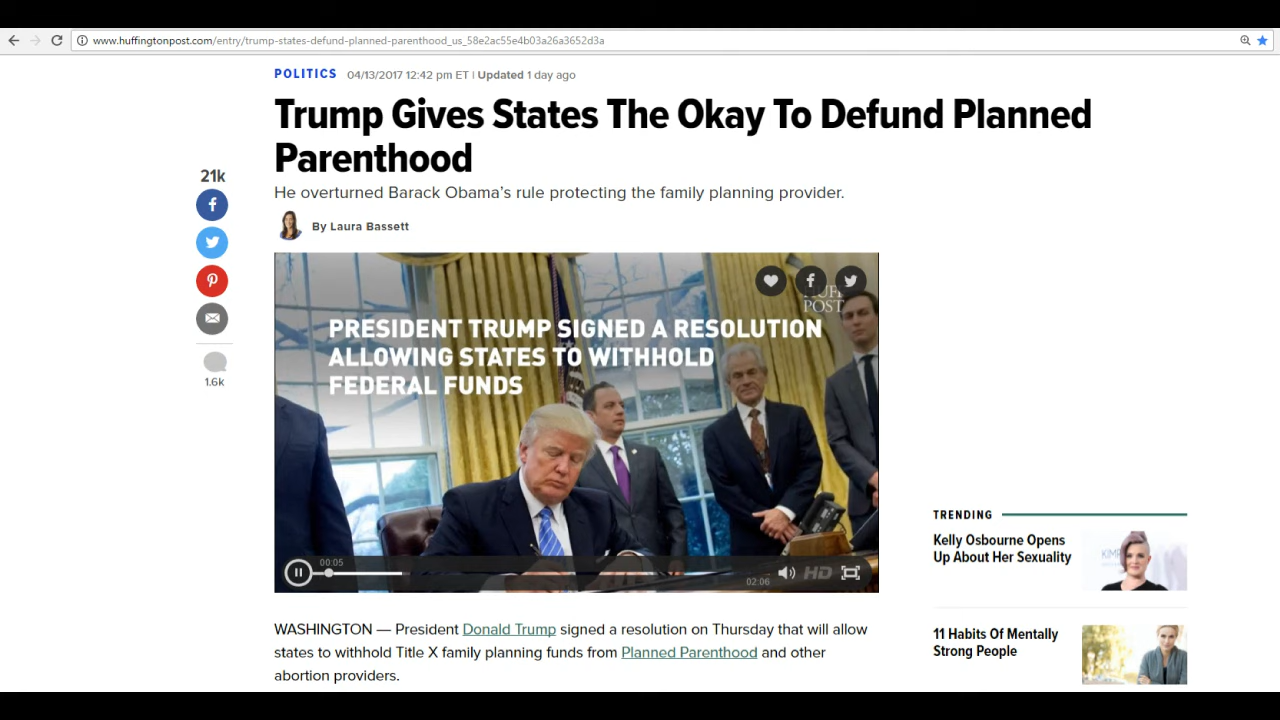 www.huffingtonpost.com/entry/trump-states-defund-planned-parenthood_us_58e2ac55e4b03a26a3652d3a
POLITICS 04/13/2017 12:42 pm ET | Updated 1 day ago
Trump Gives States The Okay To Defund Planned
Parenthood
He overturned Barack Obama's rule protecting the family planning provider.
By Laura Bassett
21k
1.6k
HUFF
POST
PRESIDENT TRUMP SIGNED A RESOLUTION
ALLOWING STATES TO WITHHOLD
FEDERAL FUNDS
00:05
02:06
HD
WASHINGTON — President Donald Trump signed a resolution on Thursday that will allow
states to withhold Title X family planning funds from Planned Parenthood and other
abortion providers.
TRENDING
Kelly Osbourne Opens
Up About Her Sexuality
11 Habits Of Mentally
Strong People